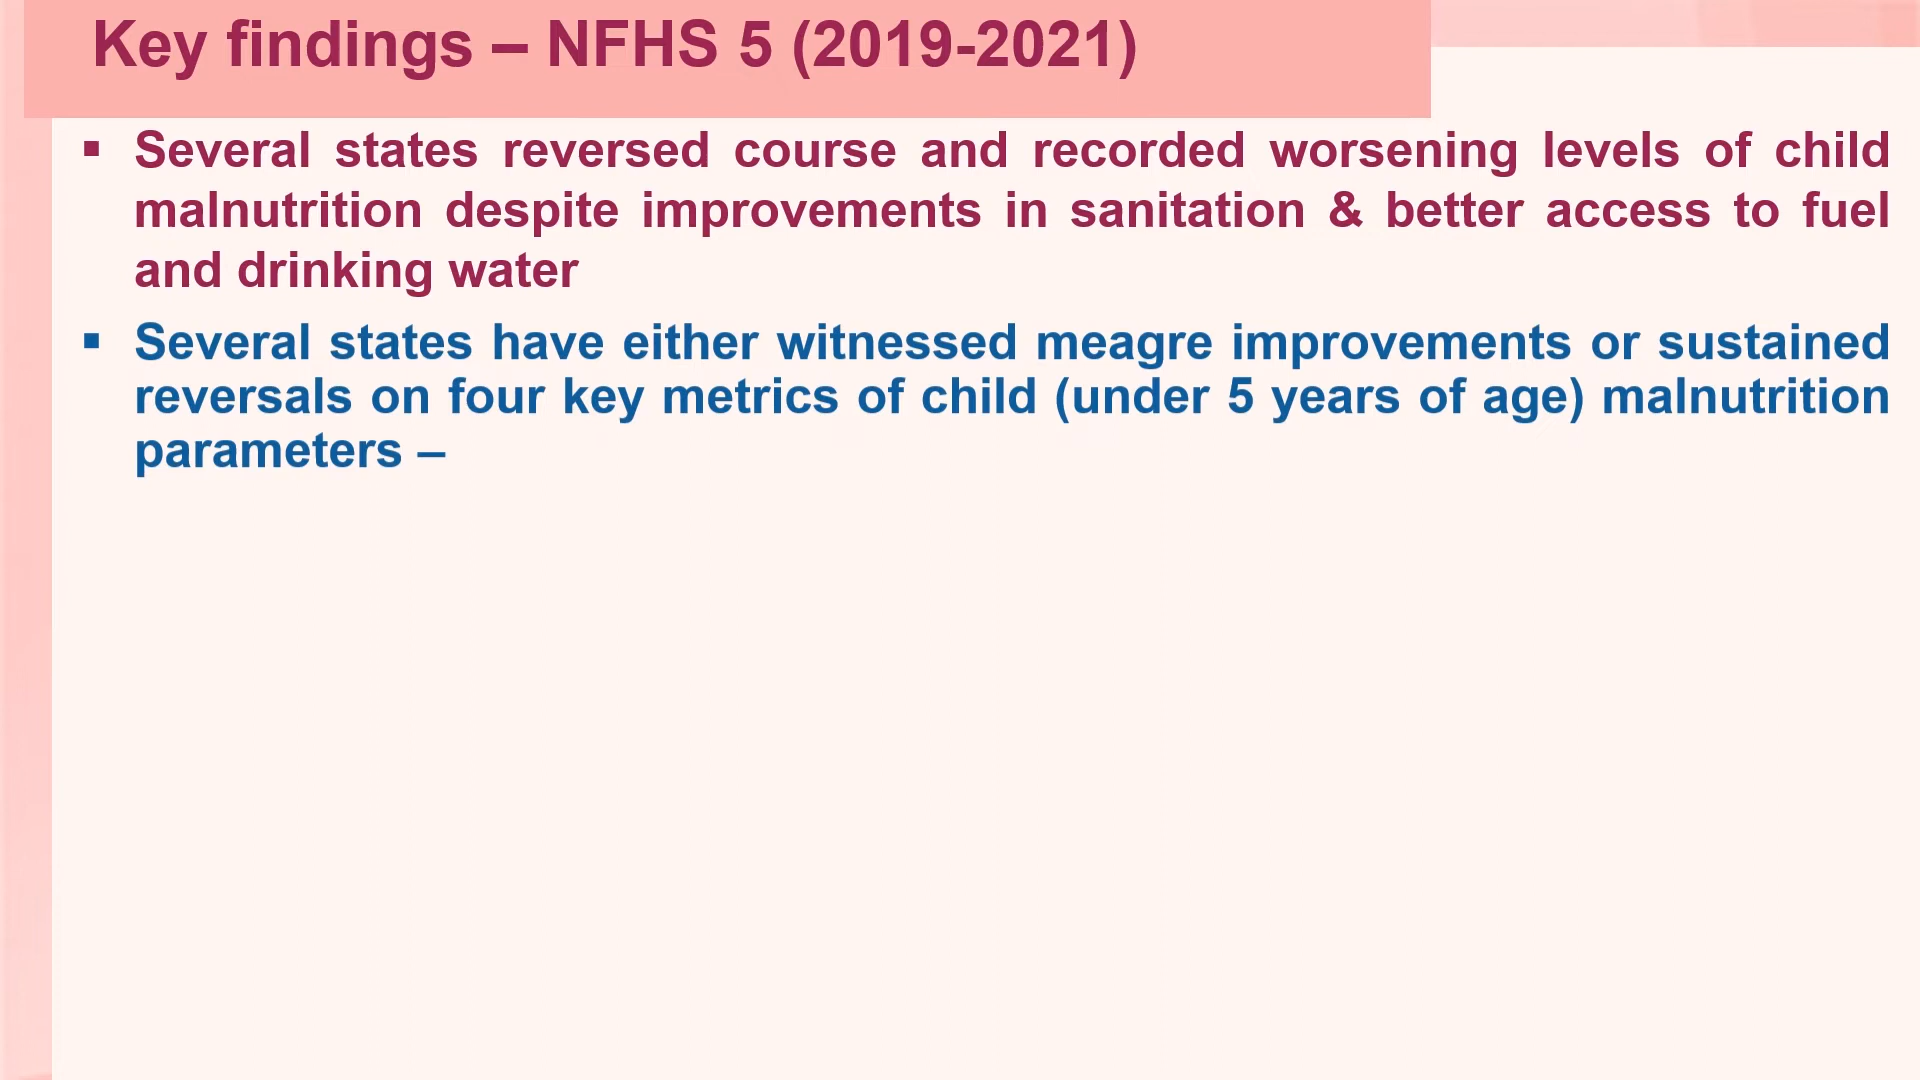 Key findings – NFHS 5 (2019-2021)
▪ Several states reversed course and recorded worsening levels of child
malnutrition despite improvements in sanitation & better access to fuel
and drinking water
▪ Several states have either witnessed meagre improvements or sustained
reversals on four key metrics of child (under 5 years of age) malnutrition
parameters –